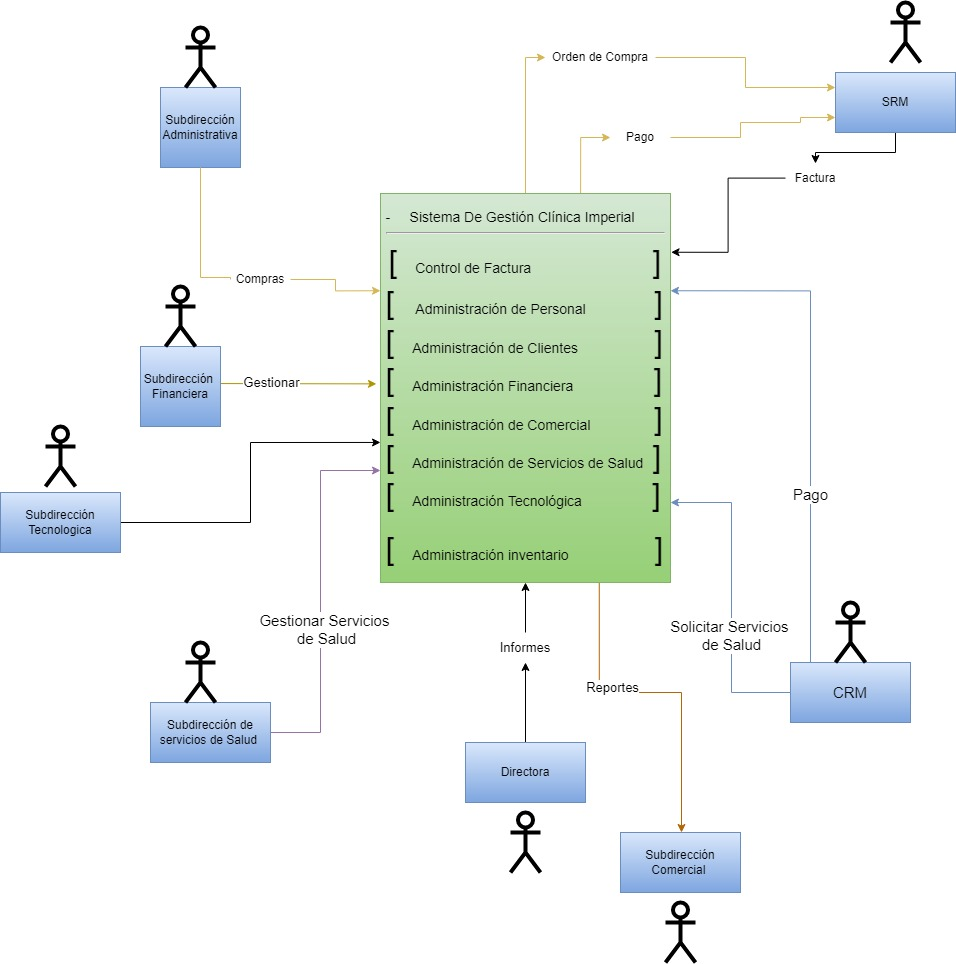 Orden de Compra
SRM
Subdirección
Administrativa
Pago
Factura
- Sistema De Gestión Clínica Imperial
[ Control de Factura ]
Compras
[ Administración de Personal ]
[ Administración de Clientes ]
Subdirección
Financiera
Gestionar
[ Administración Financiera ]
[ Administración de Comercial ]
[ Administración de Servicios de Salud ]
[ Administración Tecnológica ]
Pago
Subdirección
Tecnologica
[ Administración inventario ]
Gestionar Servicios
de Salud
Solicitar Servicios
de Salud
Informes
Reportes
CRM
Subdirección de
servicios de Salud
Directora
Subdirección
Comercial